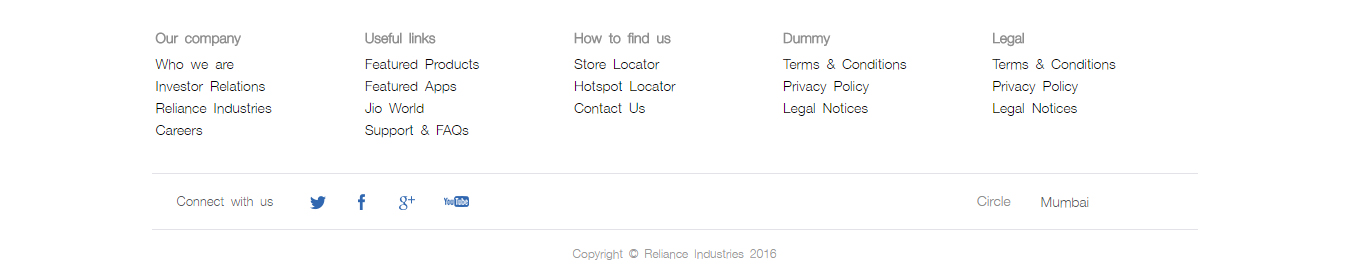 Our company
Who we are
Investor Relations
Reliance Industries
Careers
Useful links
Featured Products
Featured Apps
Jio World
Support & FAQs
How to find us
Store Locator
Hotspot Locator
Contact Us
Dummy
Terms & Conditions
Privacy Policy
Legal Notices
Legal
Terms & Conditions
Privacy Policy
Legal Notices
Connect with us
g+
YouTube
Circle Mumbai
Copyright © Reliance Industries 2016